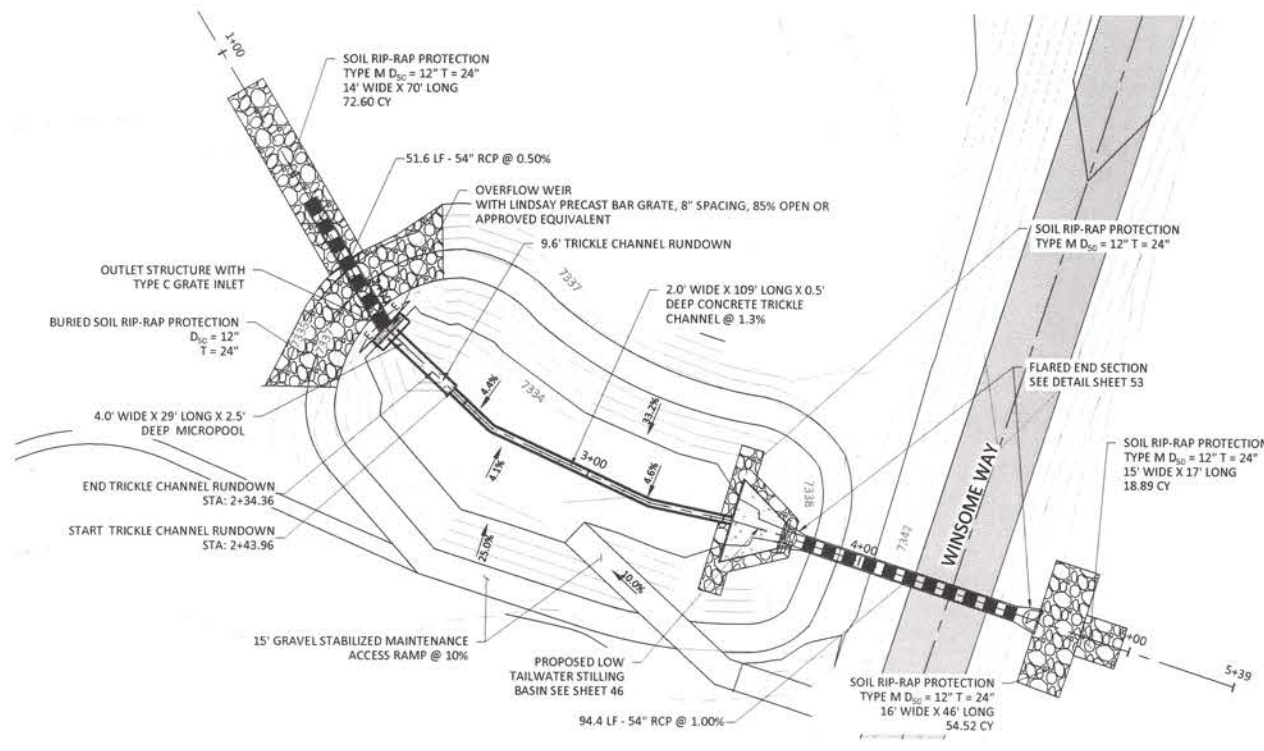 1+00
SOIL RIP-RAP PROTECTION
TYPE M D50 = 12" T = 24"
14' WIDE X 70' LONG
72.60 CY
51.6 LF - 54" RCP @ 0.50%
OVERFLOW WEIR
WITH LINDSAY PRECAST BAR GRATE, 8" SPACING, 85% OPEN OR
APPROVED EQUIVALENT
9.6' TRICKLE CHANNEL RUNDOWN
SOIL RIP-RAP PROTECTION
TYPE M D50 = 12" T = 24"
OUTLET STRUCTURE WITH
TYPE C GRATE INLET
7337
2.0' WIDE X 109' LONG X 0.5'
DEEP CONCRETE TRICKLE
CHANNEL @ 1.3%
BURIED SOIL RIP-RAP PROTECTION
D50 = 12"
T = 24"
FLARED END SECTION
SEE DETAIL SHEET 53
4.4%
7334
33.2%
4.0' WIDE X 29' LONG X 2.5'
DEEP MICROPOOL
SOIL RIP-RAP PROTECTION
TYPE M D50 = 12" T = 24"
15' WIDE X 17' LONG
18.89 CY
4.1%
3+00
4.6%
7338
WINSOME WAY
END TRICKLE CHANNEL RUNDOWN
STA: 2+34.36
START TRICKLE CHANNEL RUNDOWN
STA: 2+43.96
4+00
7342
25.0%
10.0%
15' GRAVEL STABILIZED MAINTENANCE
ACCESS RAMP @ 10%
PROPOSED LOW
TAILWATER STILLING
BASIN SEE SHEET 46
5+39
SOIL RIP-RAP PROTECTION
TYPE M D50 = 12" T = 24"
16' WIDE X 46' LONG
54.52 CY
94.4 LF - 54" RCP @ 1.00%